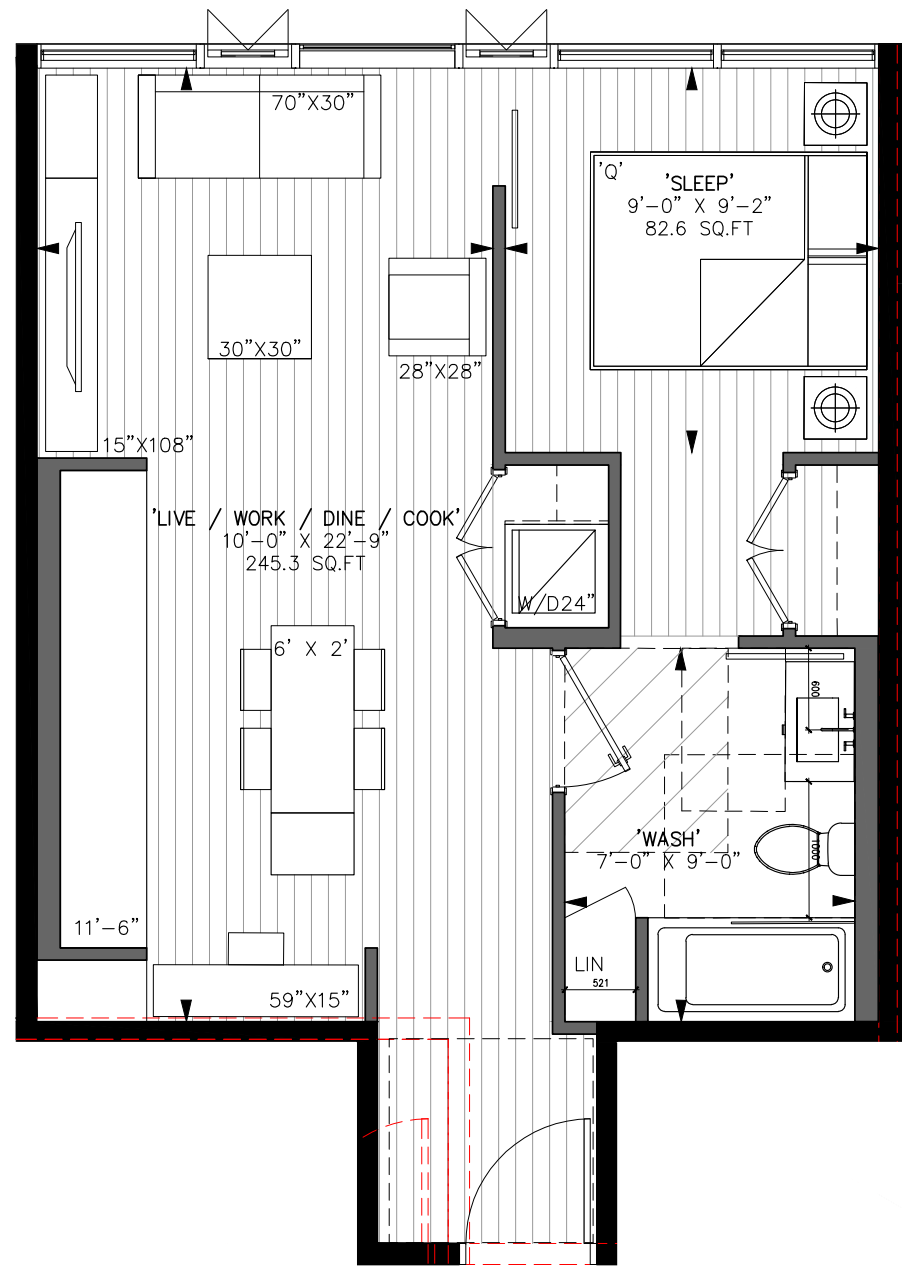 70”X30”
'Q'
'SLEEP'
9'-0” X 9'-2”
82.6 SQ.FT
30”X30”
28”X28”
15”X108”
'LIVE / WORK / DINE / COOK'
10'-0” X 22'-9”
245.3 SQ.FT
W/D24”
6' X 2'
600
'WASH'
7'-0” X 9'-0”
1000
11'-6”
LIN
521
59”X15”